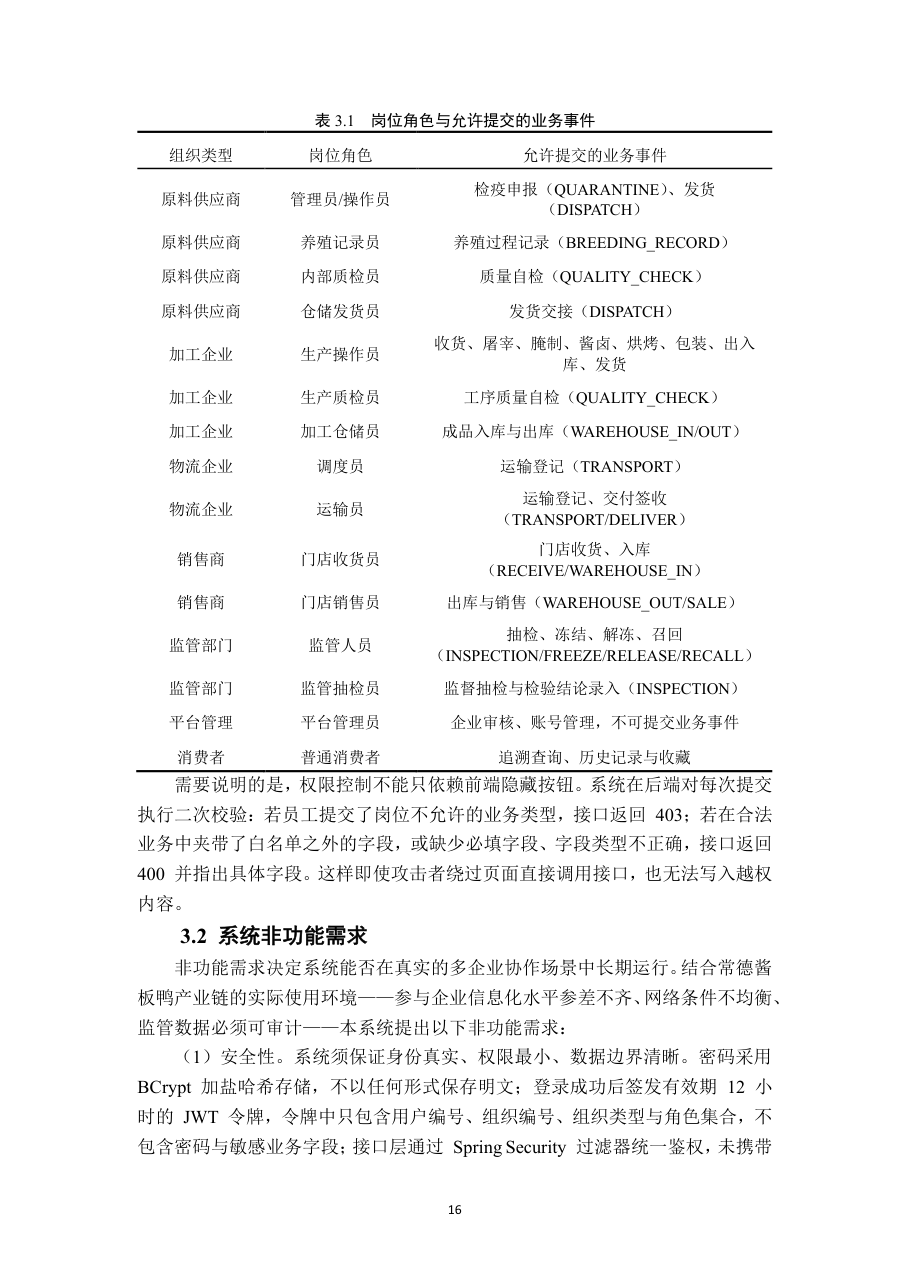 表 3.1 岗位角色与允许提交的业务事件
组织类型 岗位角色 允许提交的业务事件
原料供应商 管理员/操作员 检疫申报（QUARANTINE）、发货
（DISPATCH）
原料供应商 养殖记录员 养殖过程记录（BREEDING_RECORD）
原料供应商 内部质检员 质量自检（QUALITY_CHECK）
原料供应商 仓储发货员 发货交接（DISPATCH）
加工企业 生产操作员 收货、屠宰、腌制、酱卤、烘烤、包装、出入
库、发货
加工企业 生产质检员 工序质量自检（QUALITY_CHECK）
加工企业 加工仓储员 成品入库与出库（WAREHOUSE_IN/OUT）
物流企业 调度员 运输登记（TRANSPORT）
物流企业 运输员 运输登记、交付签收
（TRANSPORT/DELIVER）
销售商 门店收货员 门店收货、入库
（RECEIVE/WAREHOUSE_IN）
销售商 门店销售员 出库与销售（WAREHOUSE_OUT/SALE）
监管部门 监管人员 抽检、冻结、解冻、召回
（INSPECTION/FREEZE/RELEASE/RECALL）
监管部门 监管抽检员 监督抽检与检验结论录入（INSPECTION）
平台管理 平台管理员 企业审核、账号管理，不可提交业务事件
消费者 普通消费者 追溯查询、历史记录与收藏
需要说明的是，权限控制不能只依赖前端隐藏按钮。系统在后端对每次提交
执行二次校验：若员工提交了岗位不允许的业务类型，接口返回 403；若在合法
业务中夹带了白名单之外的字段，或缺少必填字段、字段类型不正确，接口返回
400 并指出具体字段。这样即使攻击者绕过页面直接调用接口，也无法写入越权
内容。
3.2 系统非功能需求
非功能需求决定系统能否在真实的多企业协作场景中长期运行。结合常德酱
板鸭产业链的实际使用环境——参与企业信息化水平参差不齐、网络条件不均衡、
监管数据必须可审计——本系统提出以下非功能需求：
（1）安全性。系统须保证身份真实、权限最小、数据边界清晰。密码采用
BCrypt 加盐哈希存储，不以任何形式保存明文；登录成功后签发有效期 12 小
时的 JWT 令牌，令牌中只包含用户编号、组织编号、组织类型与角色集合，不
包含密码与敏感业务字段；接口层通过 Spring Security 过滤器统一鉴权，未携带
16